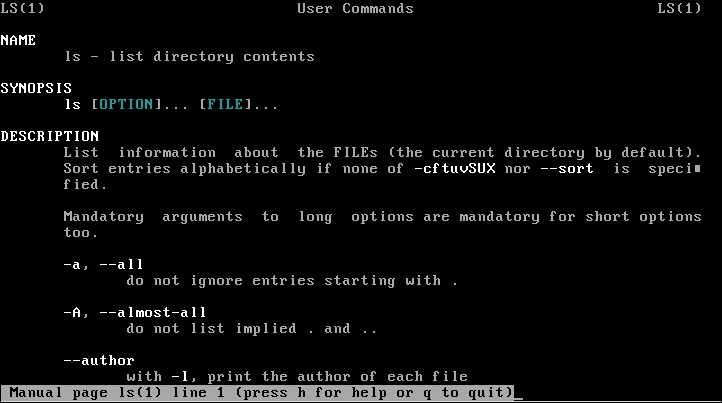 LS(1) User Commands LS(1)
NAME
ls - list directory contents
SYNOPSIS
ls [OPTION]... [FILE]...
DESCRIPTION
List information about the FILEs (the current directory by default).
Sort entries alphabetically if none of -cftuvSUX nor --sort is speci■
fied.
Mandatory arguments to long options are mandatory for short options
too.
-a, --all
do not ignore entries starting with .
-A, --almost-all
do not list implied . and ..
--author
with -l, print the author of each file
Manual page ls(1) line 1 (press h for help or q to quit)_